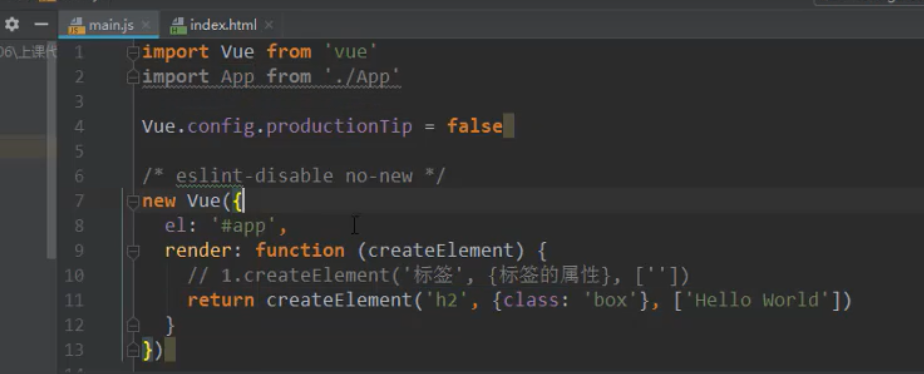 main.js index.html
06\上课代
1 import Vue from 'vue'
2 import App from './App'
3
4 Vue.config.productionTip = false
5
6 /* eslint-disable no-new */
7 new Vue({
8 el: '#app',
9 render: function (createElement) {
10 // 1.createElement('标签', {标签的属性}, [''])
11 return createElement('h2', {class: 'box'}, ['Hello World'])
12 }
13 })